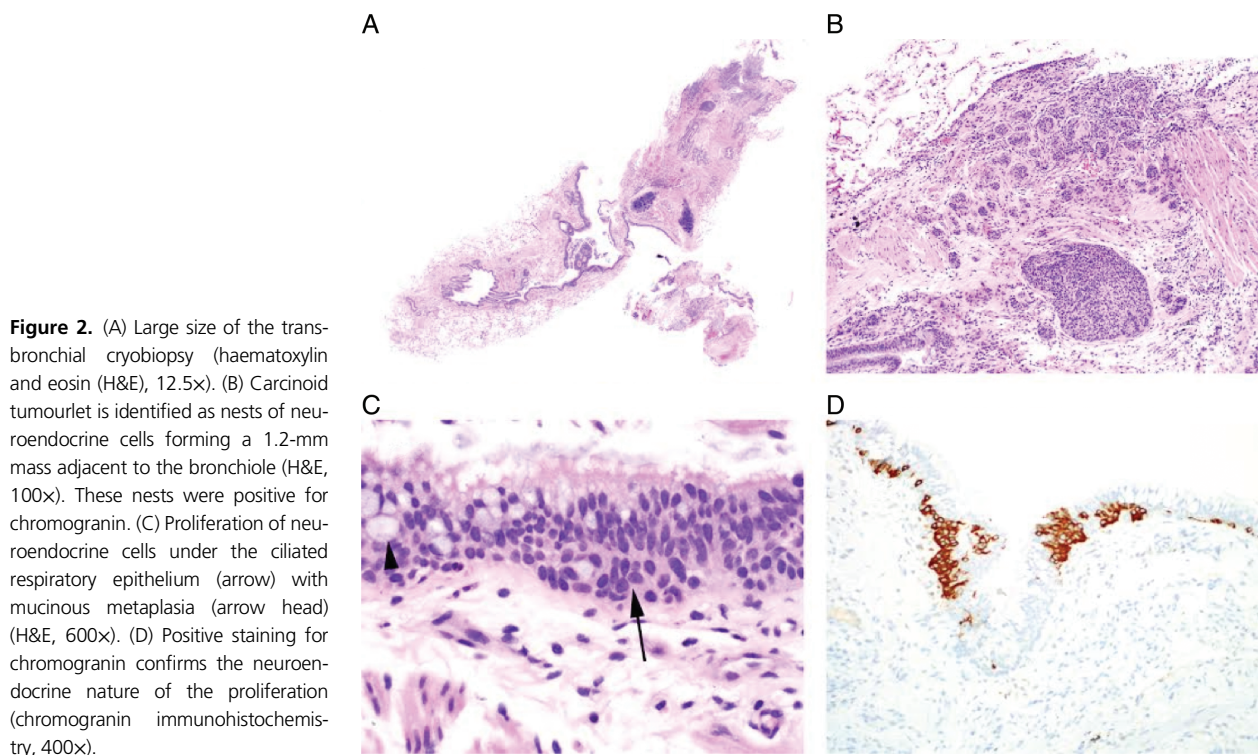 A
B
C
D
Figure 2. (A) Large size of the trans-
bronchial cryobiopsy (haematoxylin
and eosin (H&E), 12.5×). (B) Carcinoid
tumourlet is identified as nests of neu-
roendocrine cells forming a 1.2-mm
mass adjacent to the bronchiole (H&E,
100×). These nests were positive for
chromogranin. (C) Proliferation of neu-
roendocrine cells under the ciliated
respiratory epithelium (arrow) with
mucinous metaplasia (arrow head)
(H&E, 600×). (D) Positive staining for
chromogranin confirms the neuroen-
docrine nature of the proliferation
(chromogranin immunohistochemis-
try, 400×).